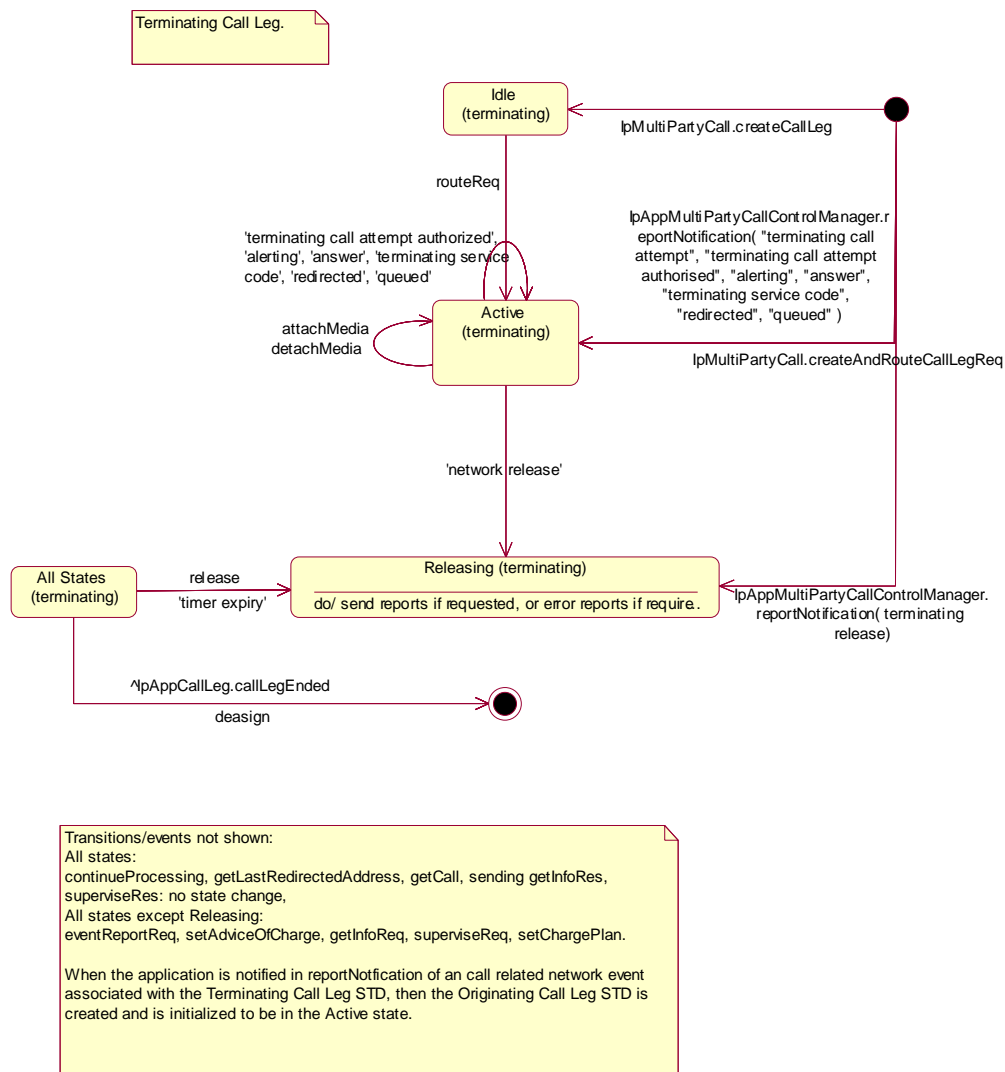 Terminating Call Leg.
Idle
(terminating)
IpMultiPartyCall.createCallLeg
routeReq
IpAppMultiPartyCallControlManager.r
eportNotification( "terminating call
attempt", "terminating call attempt
authorised", "alerting", "answer",
"terminating service code",
"redirected", "queued" )
'terminating call attempt authorized',
'alerting', 'answer', 'terminating service
code', 'redirected', 'queued'
Active
(terminating)
attachMedia
detachMedia
IpMultiPartyCall.createAndRouteCallLegReq
'network release'
All States
(terminating)
release
'timer expiry'
Releasing (terminating)
do/ send reports if requested, or error reports if require..
IpAppMultiPartyCallControlManager.
reportNotification( terminating
release)
^IpAppCallLeg.callLegEnded
deasign
Transitions/events not shown:
All states:
continueProcessing, getLastRedirectedAddress, getCall, sending getInfoRes,
superviseRes: no state change,
All states except Releasing:
eventReportReq, setAdviceOfCharge, getInfoReq, superviseReq, setChargePlan.
When the application is notified in reportNotfication of an call related network event
associated with the Terminating Call Leg STD, then the Originating Call Leg STD is
created and is initialized to be in the Active state.